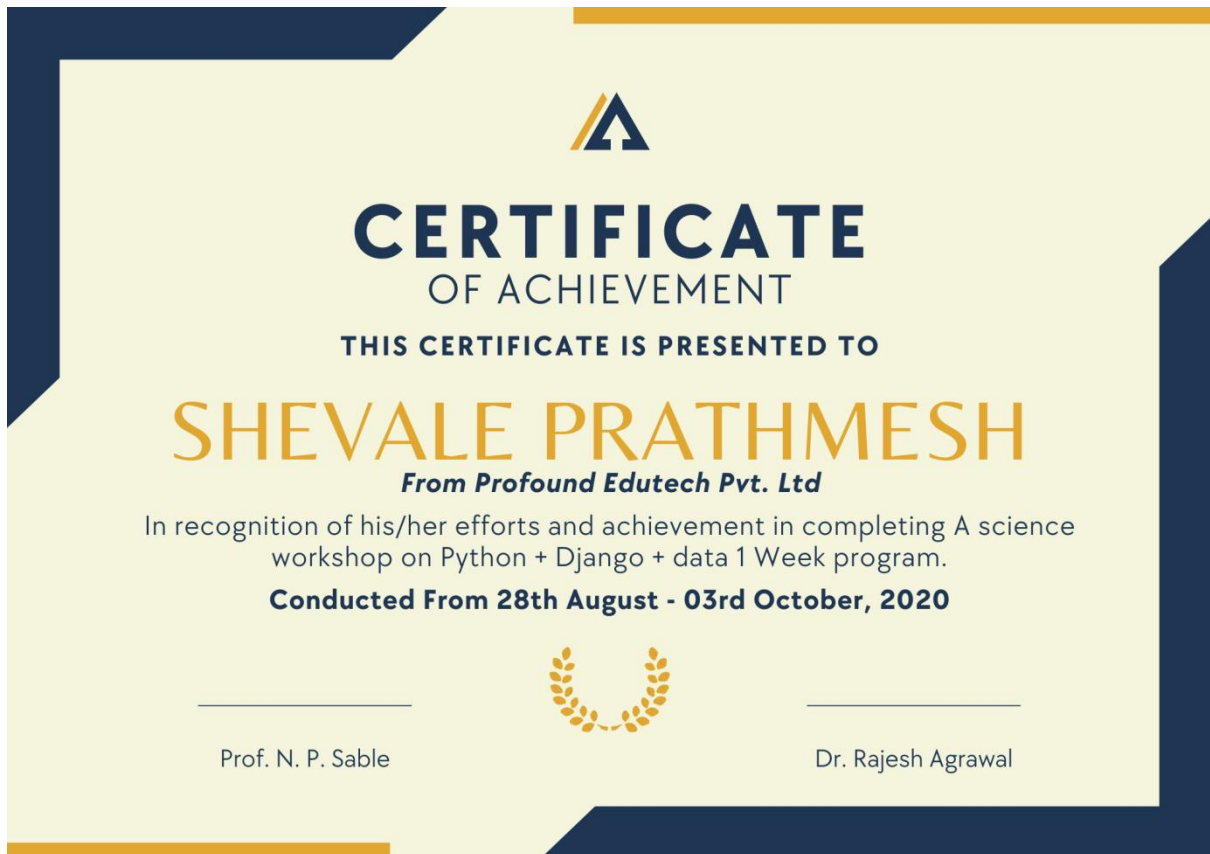 CERTIFICATE
OF ACHIEVEMENT
THIS CERTIFICATE IS PRESENTED TO
SHEVALE PRATHMESH
From Profound Edutech Pvt. Ltd
In recognition of his/her efforts and achievement in completing A science
workshop on Python + Django + data 1 Week program.
Conducted From 28th August - 03rd October, 2020
Prof. N. P. Sable
Dr. Rajesh Agrawal